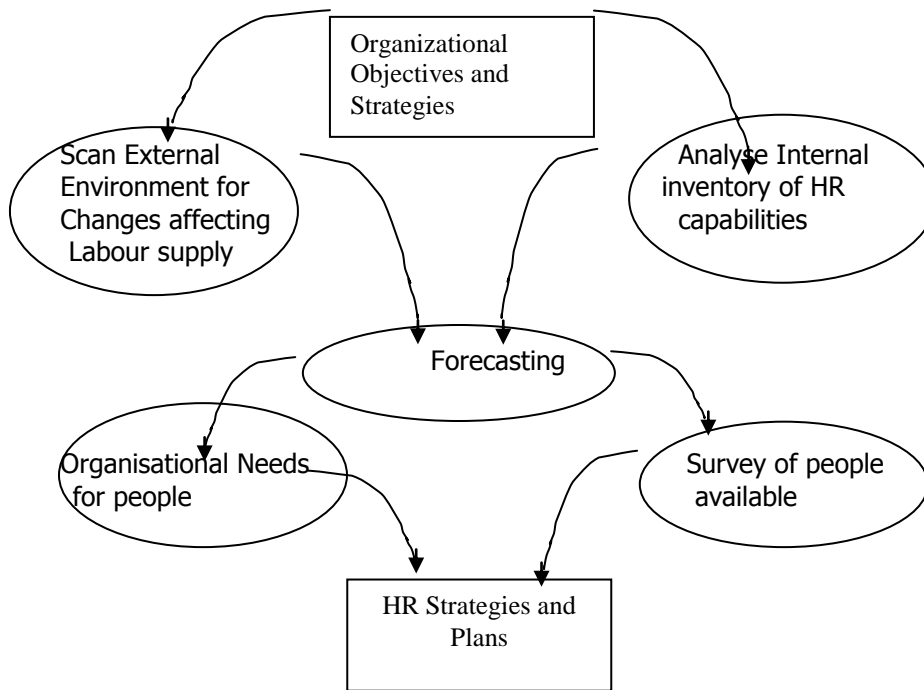 Organizational
Objectives and
Strategies
Scan External
Environment for
Changes affecting
Labour supply
Analyse Internal
inventory of HR
capabilities
Forecasting
Organisational Needs
for people
Survey of people
available
HR Strategies and
Plans